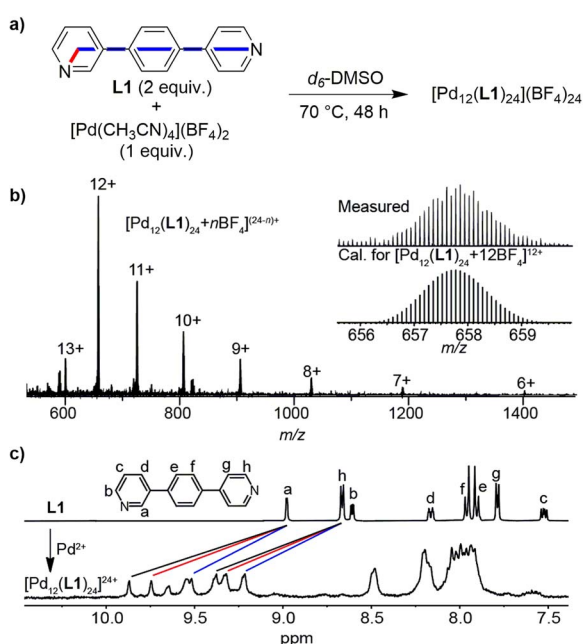 a)
N
N
L1 (2 equiv.)
+
[Pd(CH₃CN)₄](BF₄)₂
(1 equiv.)
d₆-DMSO
70 °C, 48 h
[Pd₁₂(L1)₂₄](BF₄)₂₄
b)
12+
[Pd₁₂(L1)₂₄+nBF₄]⁽²⁴⁻ⁿ⁾⁺
11+
10+
13+
9+
8+
7+
6+
Measured
Cal. for [Pd₁₂(L1)₂₄+12BF₄]¹²⁺
656 657 658 659
m/z
600 800 1000 1200 1400
m/z
c)
L1
c d e f g h
b N a N
a h b d f e g c
Pd²⁺
[Pd₁₂(L1)₂₄]²⁴⁺
10.0 9.5 9.0 8.5 8.0 7.5
ppm